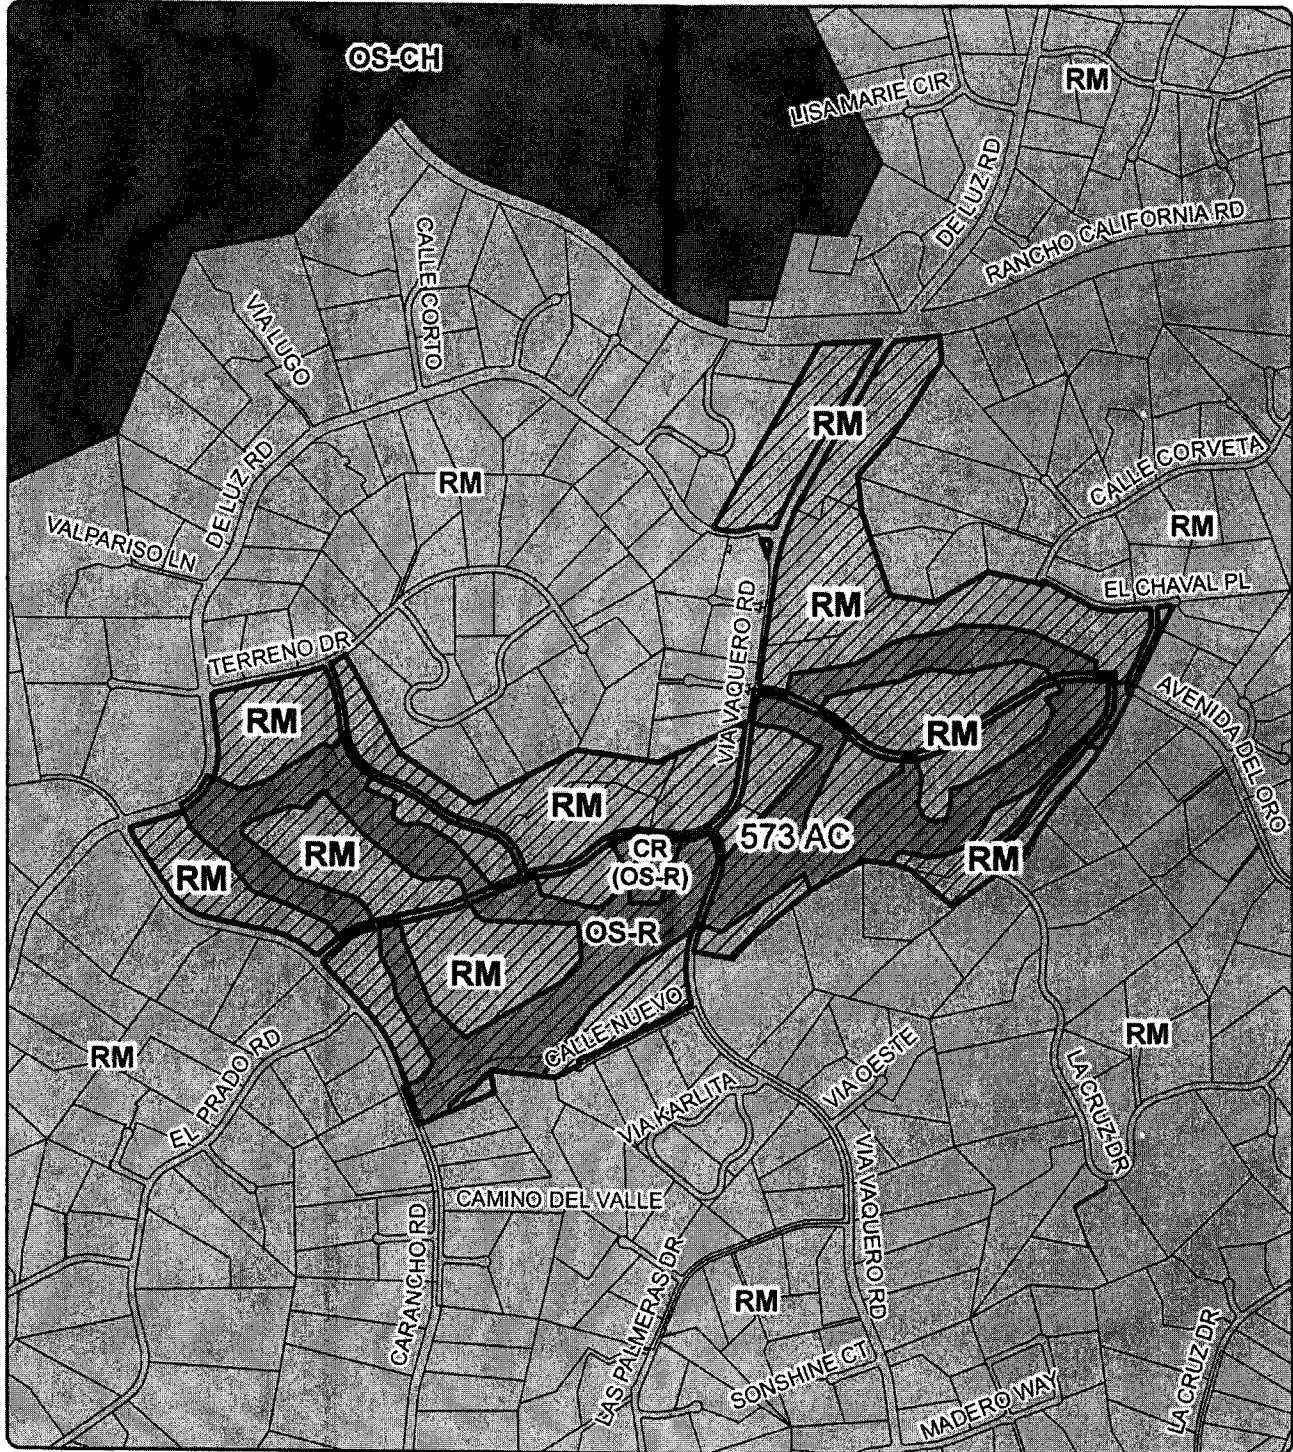 OS-CH
RM
LISA MARIE CIR
DE LUZ RD
RANCHO CALIFORNIA RD
CALLE CORTO
VIA LUGO
RM
CALLE CORVETA
DE LUZ RD
RM
RM
VALPARISO LN
EL CHAVAL PL
RM
VIA VAQUERO RD
TERRENO DR
AVENIDA DEL ORO
RM
RM
RM
573 AC
CR
(OS-R)
RM
RM
RM
OS-R
RM
CALLE NUEVO
RM
RM
EL PRADO RD
VIA OESTE
LA CRUZ DR
VIA KARLITA
VIA VAQUERO RD
CAMINO DEL VALLE
CARANCHO RD
LAS PALMERAS DR
RM
SONSHINE CT
MADERO WAY
LA CRUZ DR